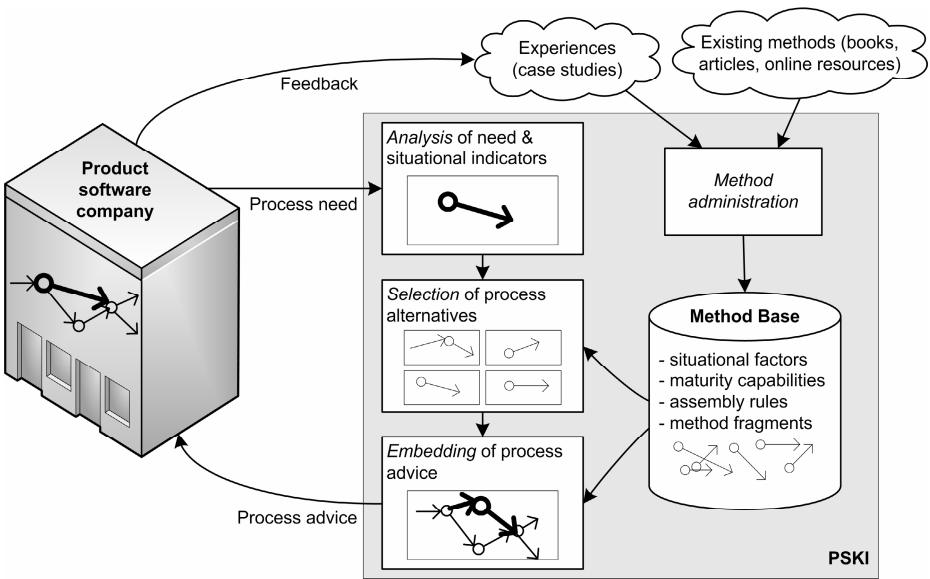 Experiences
(case studies)
Existing methods (books,
articles, online resources)
Feedback
Product
software
company
Process need
Analysis of need &
situational indicators
Method
administration
Selection of process
alternatives
Method Base
- situational factors
- maturity capabilities
- assembly rules
- method fragments
Embedding of process
advice
Process advice
PSKI